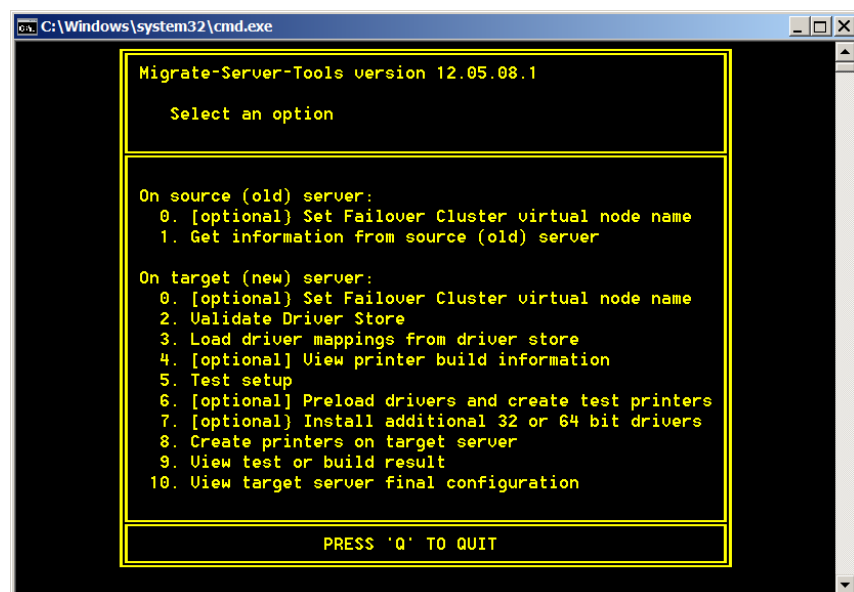 C:\Windows\system32\cmd.exe
Migrate-Server-Tools version 12.05.08.1
Select an option
On source (old) server:
0. [optional} Set Failover Cluster virtual node name
1. Get information from source (old) server
On target (new) server:
0. [optional} Set Failover Cluster virtual node name
2. Validate Driver Store
3. Load driver mappings from driver store
4. [optional] View printer build information
5. Test setup
6. [optional] Preload drivers and create test printers
7. [optional} Install additional 32 or 64 bit drivers
8. Create printers on target server
9. View test or build result
10. View target server final configuration
PRESS 'Q' TO QUIT